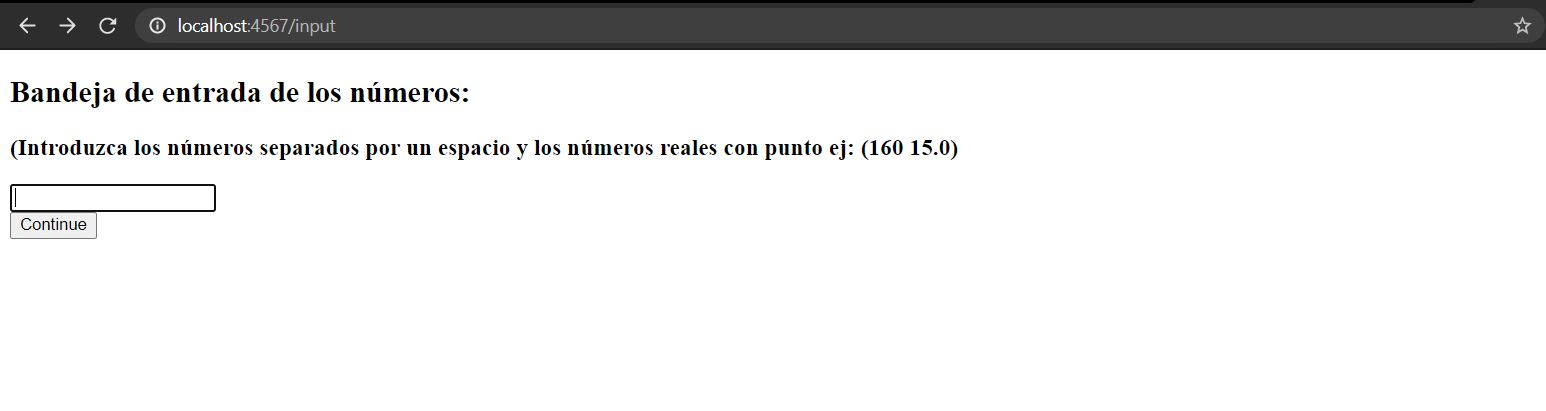 localhost:4567/input
Bandeja de entrada de los números:
(Introduzca los números separados por un espacio y los números reales con punto ej: (160 15.0)
Continue